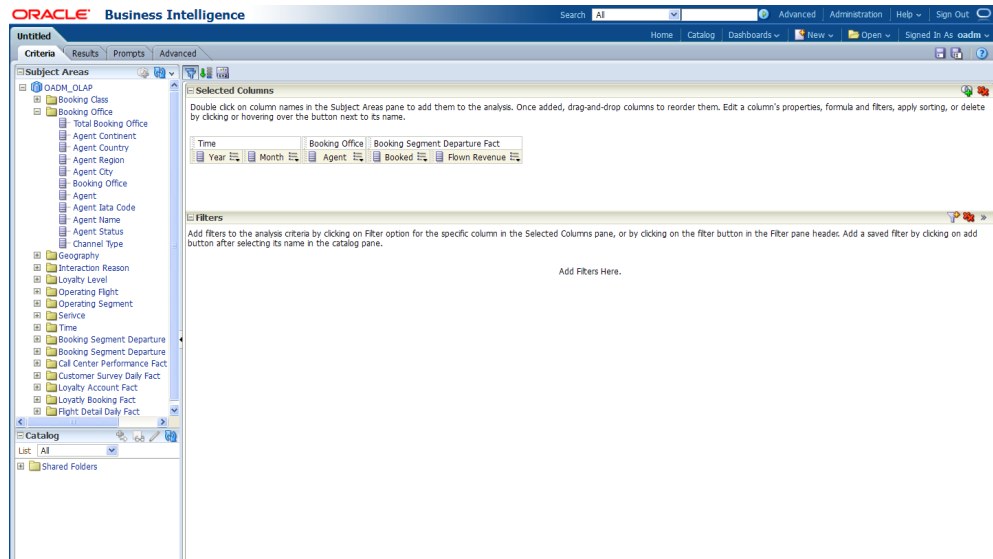 ORACLE Business Intelligence
Search All Advanced Administration Help Sign Out
Untitled
Home Catalog Dashboards New Open Signed In As oadm
Criteria Results Prompts Advanced
Subject Areas
OADM_OLAP
Booking Class
Booking Office
Total Booking Office
Agent Continent
Agent Country
Agent Region
Agent City
Booking Office
Agent
Agent Iata Code
Agent Name
Agent Status
Channel Type
Geography
Interaction Reason
Loyalty Level
Operating Flight
Operating Segment
Serivce
Time
Booking Segment Departure
Booking Segment Departure
Call Center Performance Fact
Customer Survey Daily Fact
Loyalty Account Fact
Loyatly Booking Fact
Flight Detail Daily Fact
Catalog
List All
Shared Folders
Selected Columns
Double click on column names in the Subject Areas pane to add them to the analysis. Once added, drag-and-drop columns to reorder them. Edit a column's properties, formula and filters, apply sorting, or delete
by clicking or hovering over the button next to its name.
Time Booking Office Booking Segment Departure Fact
Year Month Agent Booked Flown Revenue
Filters
Add filters to the analysis criteria by clicking on Filter option for the specific column in the Selected Columns pane, or by clicking on the filter button in the Filter pane header. Add a saved filter by clicking on add
button after selecting its name in the catalog pane.
Add Filters Here.